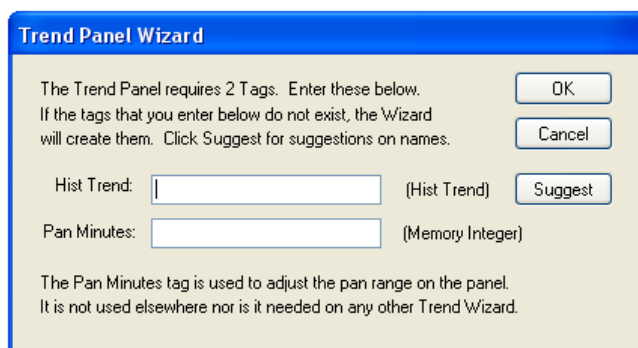 Trend Panel Wizard
The Trend Panel requires 2 Tags. Enter these below.
If the tags that you enter below do not exist, the Wizard
will create them. Click Suggest for suggestions on names.
OK
Cancel
Hist Trend: (Hist Trend) Suggest
Pan Minutes: (Memory Integer)
The Pan Minutes tag is used to adjust the pan range on the panel.
It is not used elsewhere nor is it needed on any other Trend Wizard.